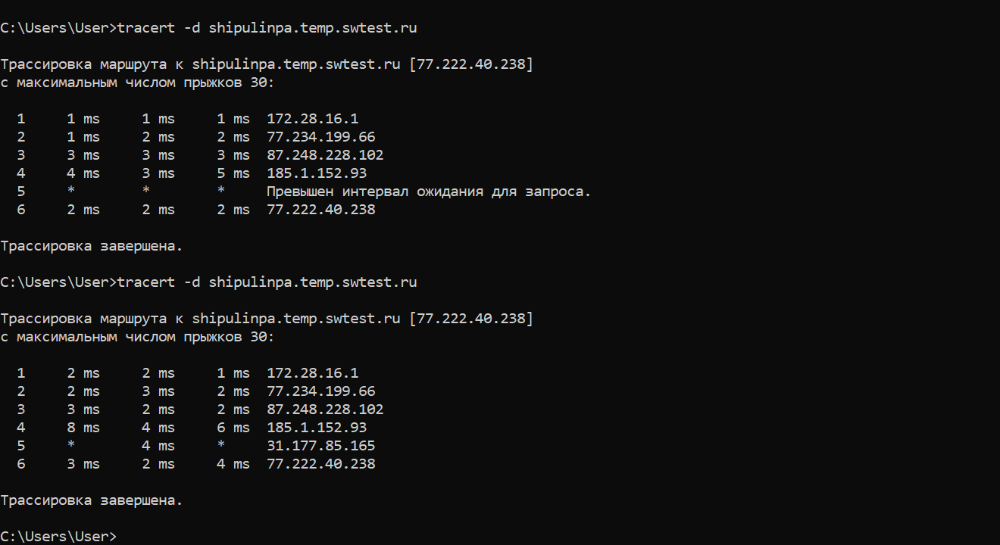 C:\Users\User>tracert -d shipulinpa.temp.swtest.ru
Трассировка маршрута к shipulinpa.temp.swtest.ru [77.222.40.238]
с максимальным числом прыжков 30:
1 1 ms 1 ms 1 ms 172.28.16.1
2 1 ms 2 ms 2 ms 77.234.199.66
3 3 ms 3 ms 3 ms 87.248.228.102
4 4 ms 3 ms 5 ms 185.1.152.93
5 * * * Превышен интервал ожидания для запроса.
6 2 ms 2 ms 2 ms 77.222.40.238
Трассировка завершена.
C:\Users\User>tracert -d shipulinpa.temp.swtest.ru
Трассировка маршрута к shipulinpa.temp.swtest.ru [77.222.40.238]
с максимальным числом прыжков 30:
1 2 ms 2 ms 1 ms 172.28.16.1
2 2 ms 3 ms 2 ms 77.234.199.66
3 3 ms 2 ms 2 ms 87.248.228.102
4 8 ms 4 ms 6 ms 185.1.152.93
5 * 4 ms * 31.177.85.165
6 3 ms 2 ms 4 ms 77.222.40.238
Трассировка завершена.
C:\Users\User>